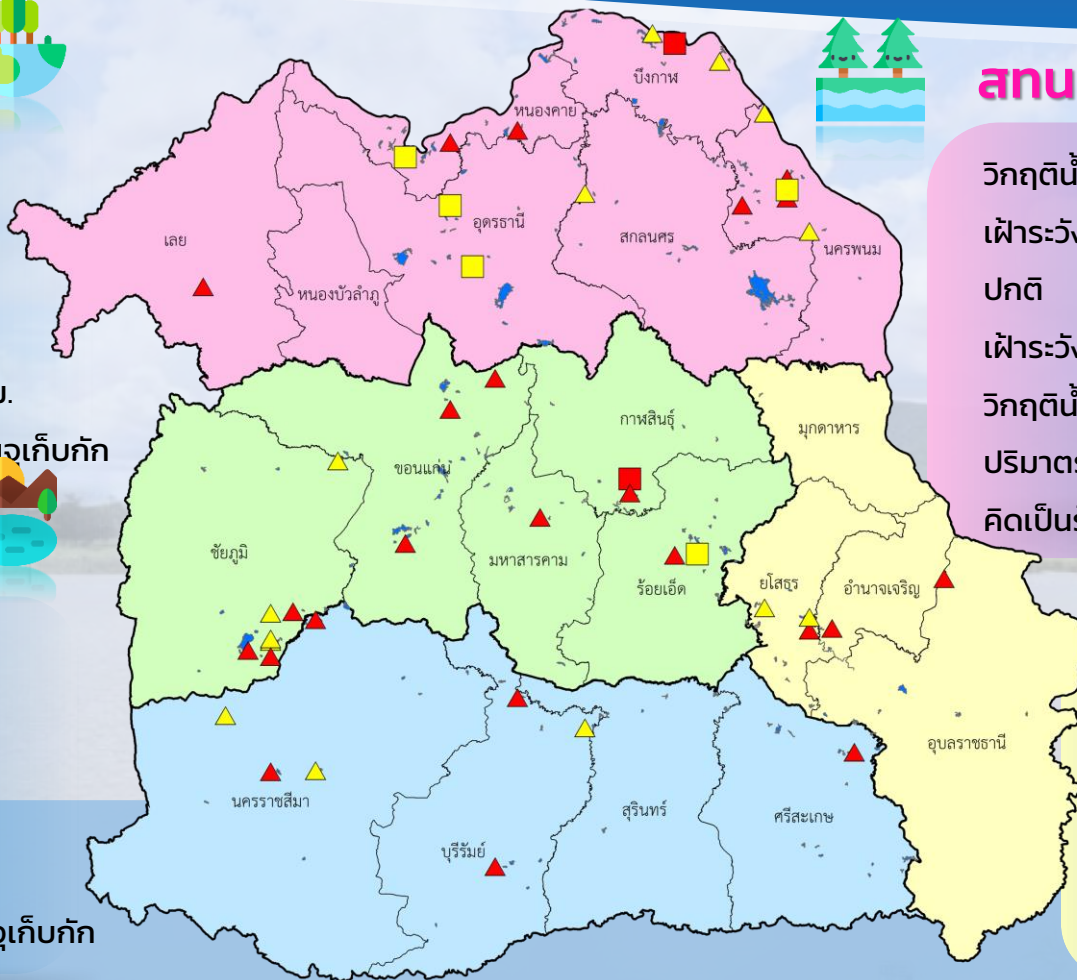 สทน
วิกฤติน้
เฝ้าระวัง
ปกติ
เฝ้าระวัง
วิกฤติน้
ปริมาตร
คิดเป็นร้
ม.
จุเก็บกัก
จุเก็บกัก
บึงกาฬ
หนองคาย
เลย
อุดรธานี
สกลนคร
นครพนม
หนองบัวลำภู
กาฬสินธุ์
มุกดาหาร
ขอนแก่น
ชัยภูมิ
มหาสารคาม
ร้อยเอ็ด
ยโสธร
อำนาจเจริญ
อุบลราชธานี
นครราชสีมา
สุรินทร์
ศรีสะเกษ
บุรีรัมย์